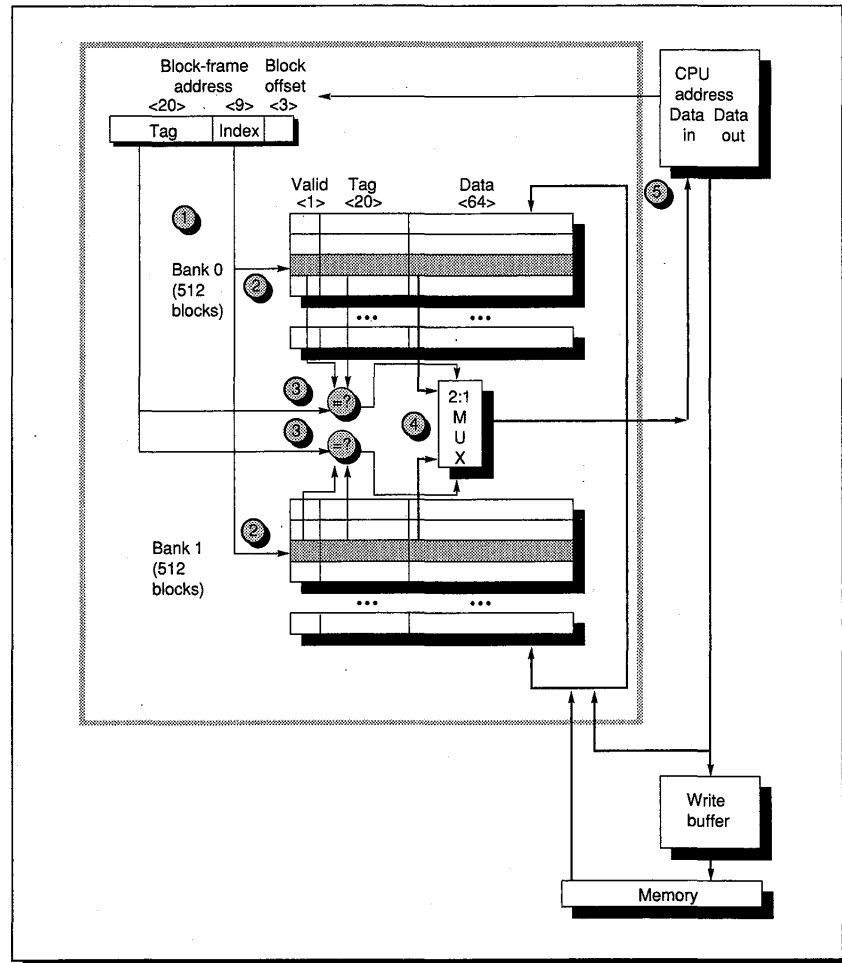 Block-frame address
Block offset
<20>
<9>
<3>
Tag
Index
CPU address
Data in
Data out
1
Valid <1>
Tag <20>
Data <64>
5
Bank 0 (512 blocks)
2
•••
•••
3
=?
2:1 MUX
4
3
=?
2
Bank 1 (512 blocks)
•••
•••
Write buffer
Memory